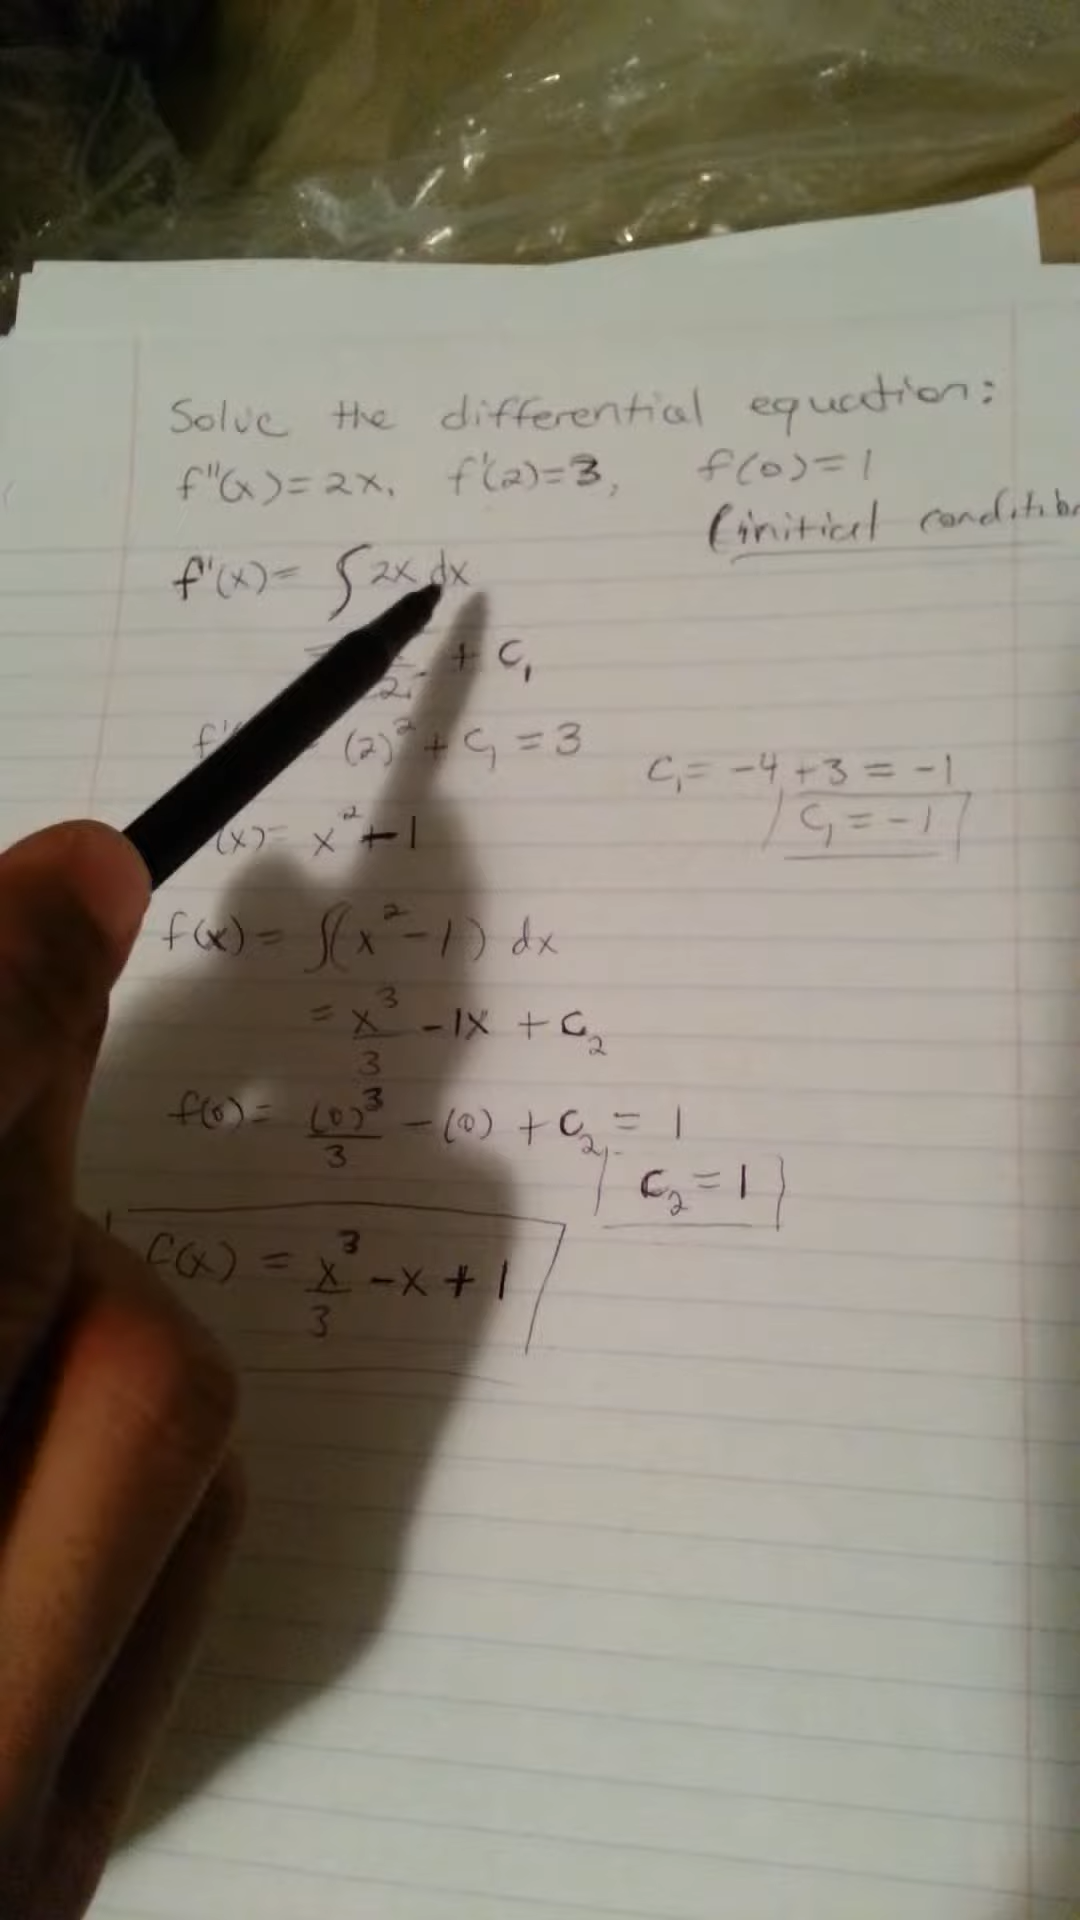 Solve the differential equation:
f''(x)=2x, f'(2)=3, f(0)=1
(initial condition
f'(x)= ∫2x dx
2 + C₁
f' = (2)² + C₁ = 3
C₁ = -4 +3 = -1
C₁ = -1
(x)= x²+1
f(x)= ∫(x²-1) dx
= x³/3 - 1x + C₂
f(0)= (0)³/3 - (0) + C₂ = 1
C₂ = 1
f(x) = x³/3 - x + 1